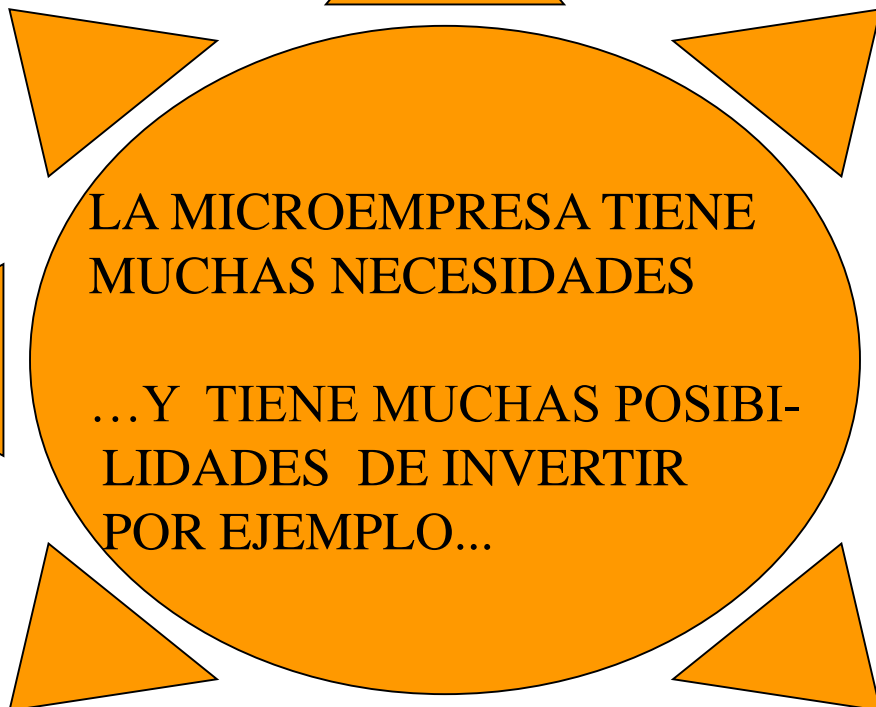 LA MICROEMPRESA TIENE
MUCHAS NECESIDADES
…Y  TIENE MUCHAS POSIBI-
LIDADES  DE INVERTIR
POR EJEMPLO...